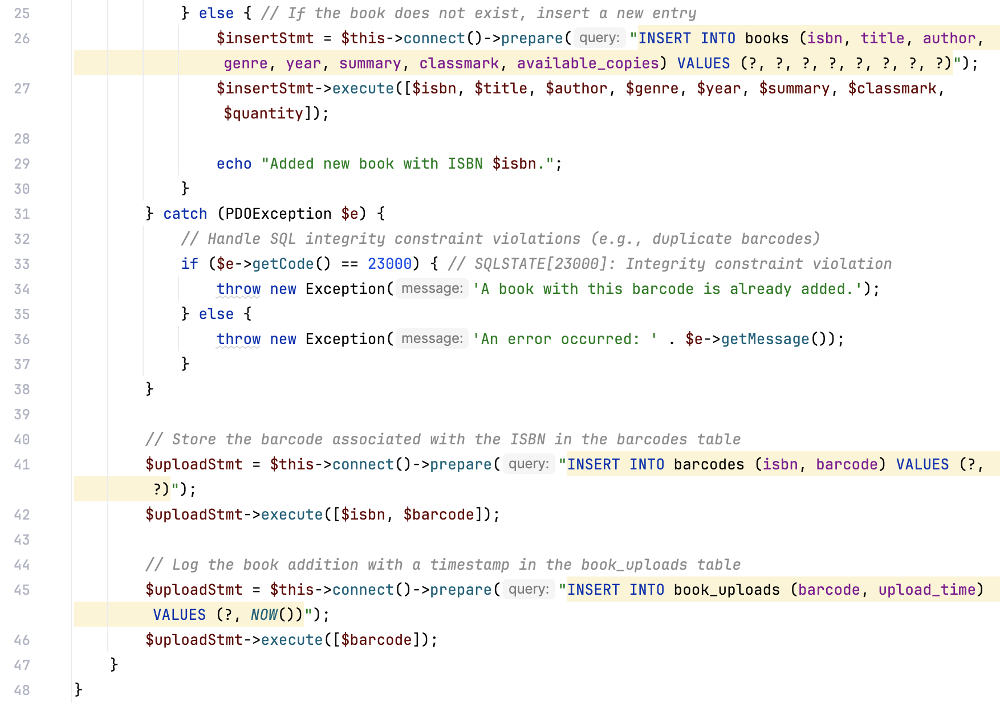 25 } else { // If the book does not exist, insert a new entry
26 $insertStmt = $this->connect()->prepare( query: "INSERT INTO books (isbn, title, author,
genre, year, summary, classmark, available_copies) VALUES (?, ?, ?, ?, ?, ?, ?, ?)");
27 $insertStmt->execute([$isbn, $title, $author, $genre, $year, $summary, $classmark,
$quantity]);
28
29 echo "Added new book with ISBN $isbn.";
30 }
31 } catch (PDOException $e) {
32 // Handle SQL integrity constraint violations (e.g., duplicate barcodes)
33 if ($e->getCode() == 23000) { // SQLSTATE[23000]: Integrity constraint violation
34 throw new Exception( message: 'A book with this barcode is already added.');
35 } else {
36 throw new Exception( message: 'An error occurred: ' . $e->getMessage());
37 }
38 }
39
40 // Store the barcode associated with the ISBN in the barcodes table
41 $uploadStmt = $this->connect()->prepare( query: "INSERT INTO barcodes (isbn, barcode) VALUES (?,
?)");
42 $uploadStmt->execute([$isbn, $barcode]);
43
44 // Log the book addition with a timestamp in the book_uploads table
45 $uploadStmt = $this->connect()->prepare( query: "INSERT INTO book_uploads (barcode, upload_time)
VALUES (?, NOW())");
46 $uploadStmt->execute([$barcode]);
47 }
48 }